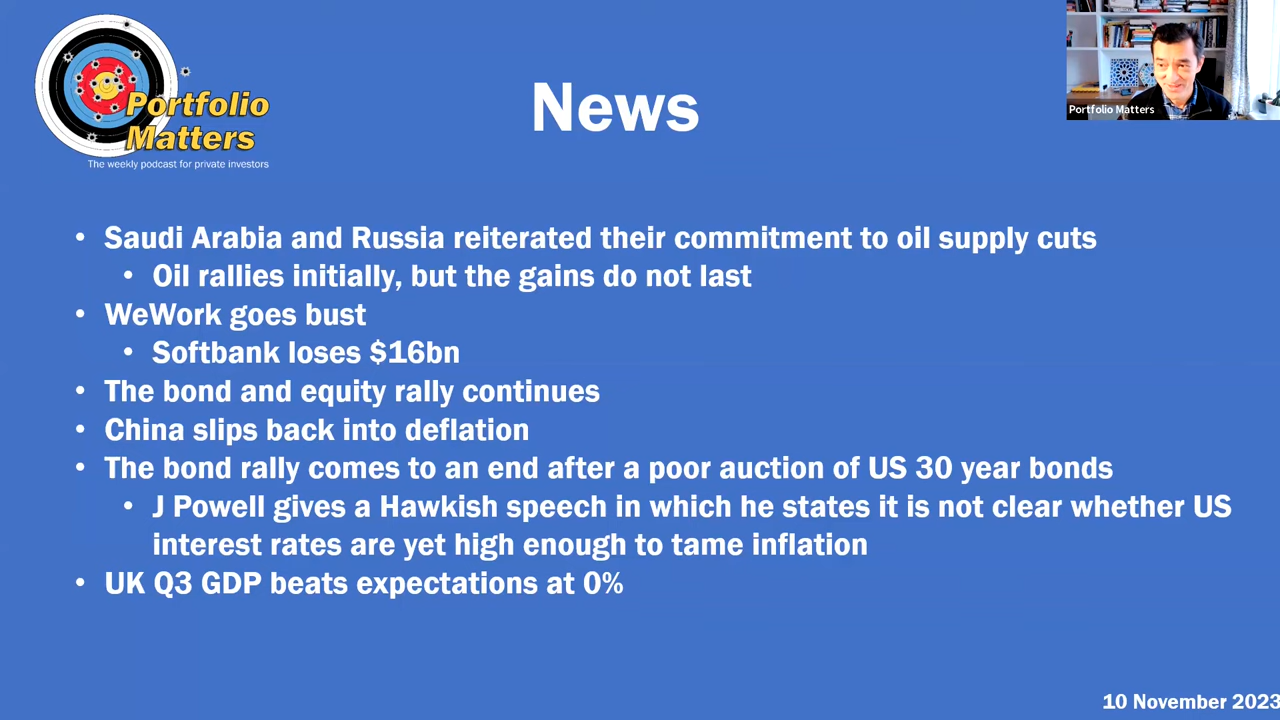 Portfolio
Matters
The weekly podcast for private investors
News
Portfolio Matters
• Saudi Arabia and Russia reiterated their commitment to oil supply cuts
• Oil rallies initially, but the gains do not last
• WeWork goes bust
• Softbank loses $16bn
• The bond and equity rally continues
• China slips back into deflation
• The bond rally comes to an end after a poor auction of US 30 year bonds
• J Powell gives a Hawkish speech in which he states it is not clear whether US
interest rates are yet high enough to tame inflation
• UK Q3 GDP beats expectations at 0%
10 November 2023